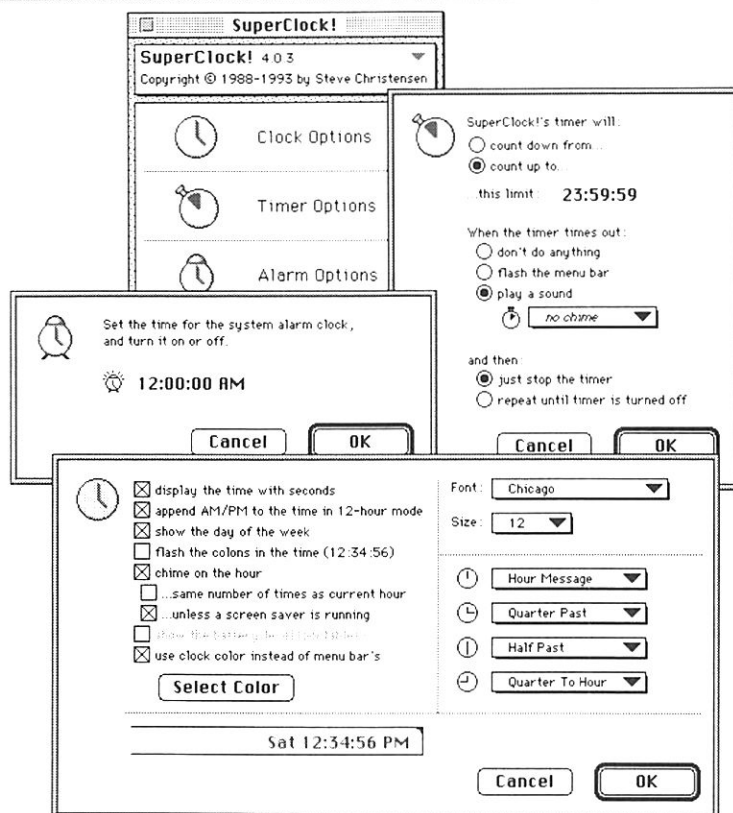 SuperClock!
SuperClock! 4 0 3
Copyright © 1988-1993 by Steve Christensen
Clock Options
Timer Options
Alarm Options
SuperClock!'s timer will:
count down from...
count up to...
...this limit: 23:59:59
When the timer times out:
don't do anything
flash the menu bar
play a sound
no chime
and then:
just stop the timer
repeat until timer is turned off
Cancel OK
Set the time for the system alarm clock,
and turn it on or off.
12:00:00 AM
Cancel OK
display the time with seconds
append AM/PM to the time in 12-hour mode
show the day of the week
flash the colons in the time (12:34:56)
chime on the hour
...same number of times as current hour
...unless a screen saver is running
show the battery
use clock color instead of menu bar's
Select Color
Font: Chicago
Size: 12
Hour Message
Quarter Past
Half Past
Quarter To Hour
Sat 12:34:56 PM
Cancel OK